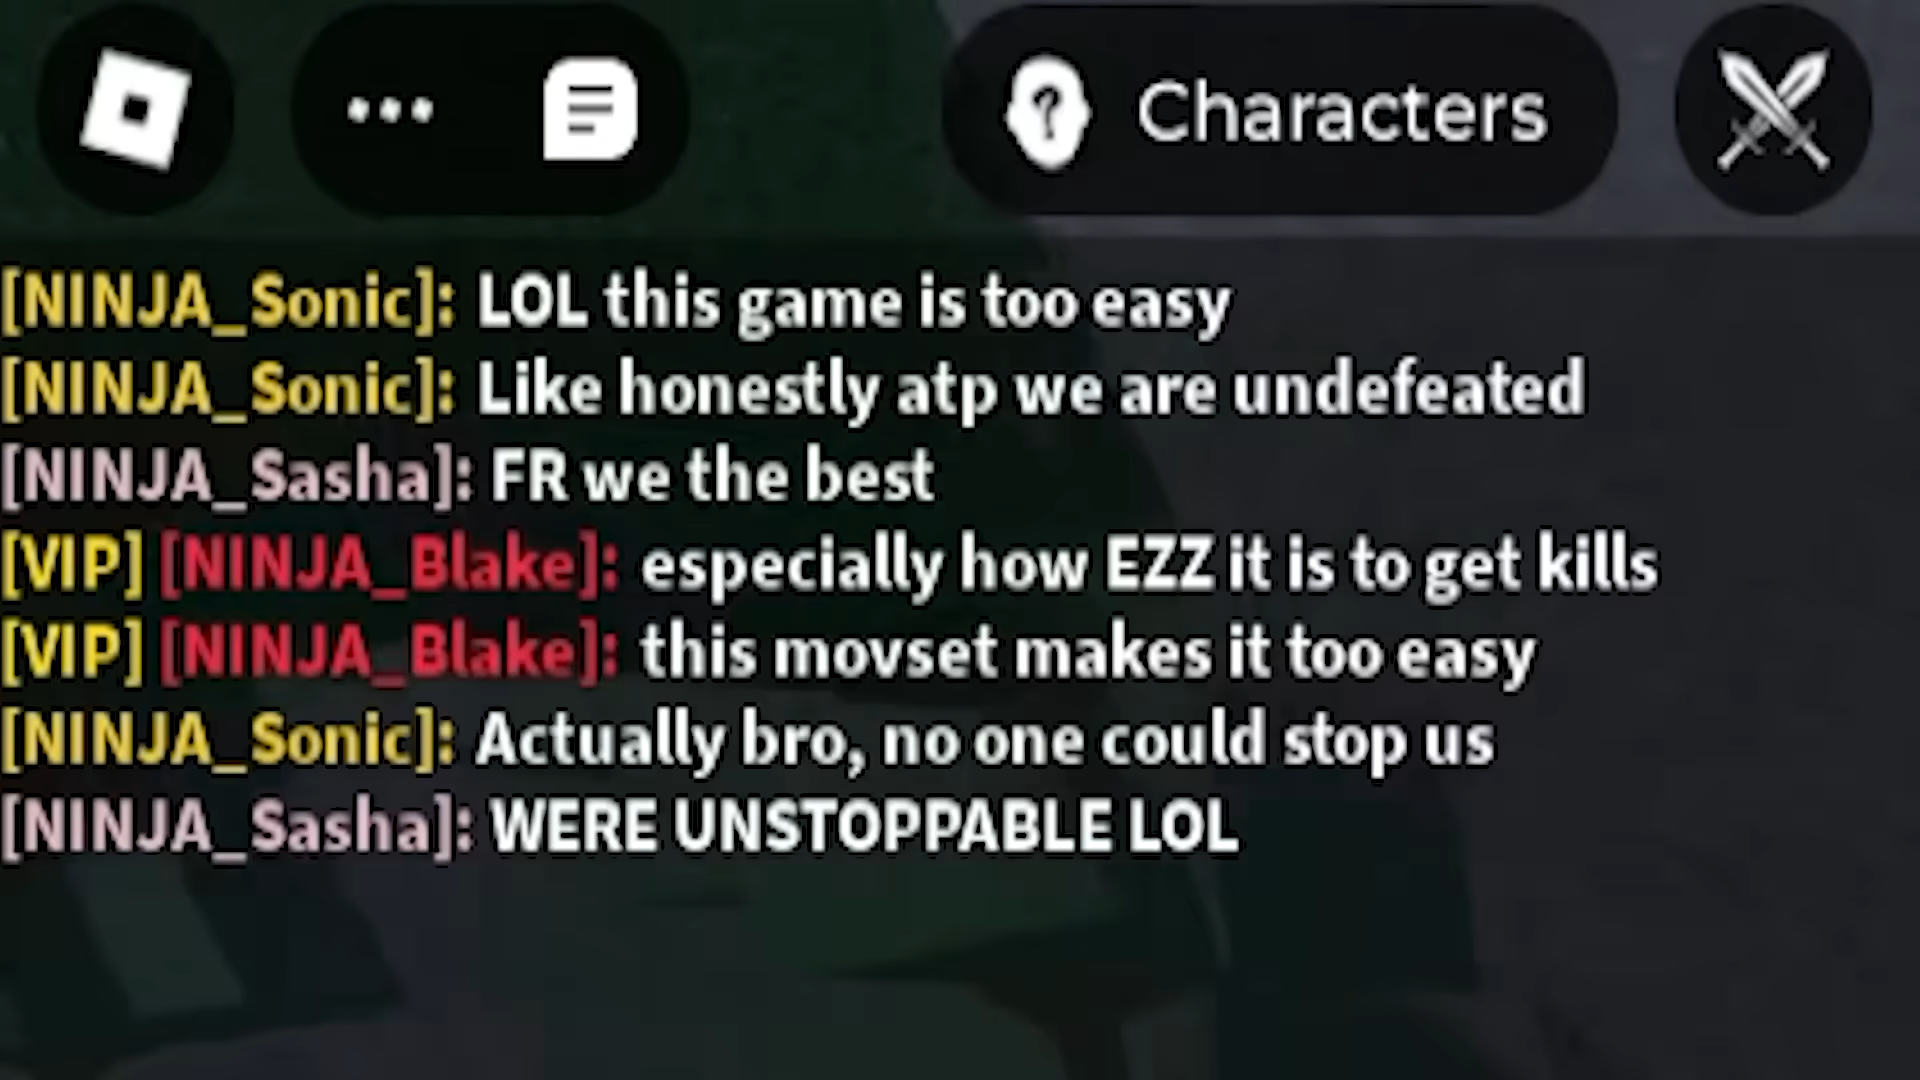 Characters
[NINJA_Sonic]: LOL this game is too easy
[NINJA_Sonic]: Like honestly atp we are undefeated
[NINJA_Sasha]: FR we the best
[VIP] [NINJA_Blake]: especially how EZZ it is to get kills
[VIP] [NINJA_Blake]: this movset makes it too easy
[NINJA_Sonic]: Actually bro, no one could stop us
[NINJA_Sasha]: WERE UNSTOPPABLE LOL